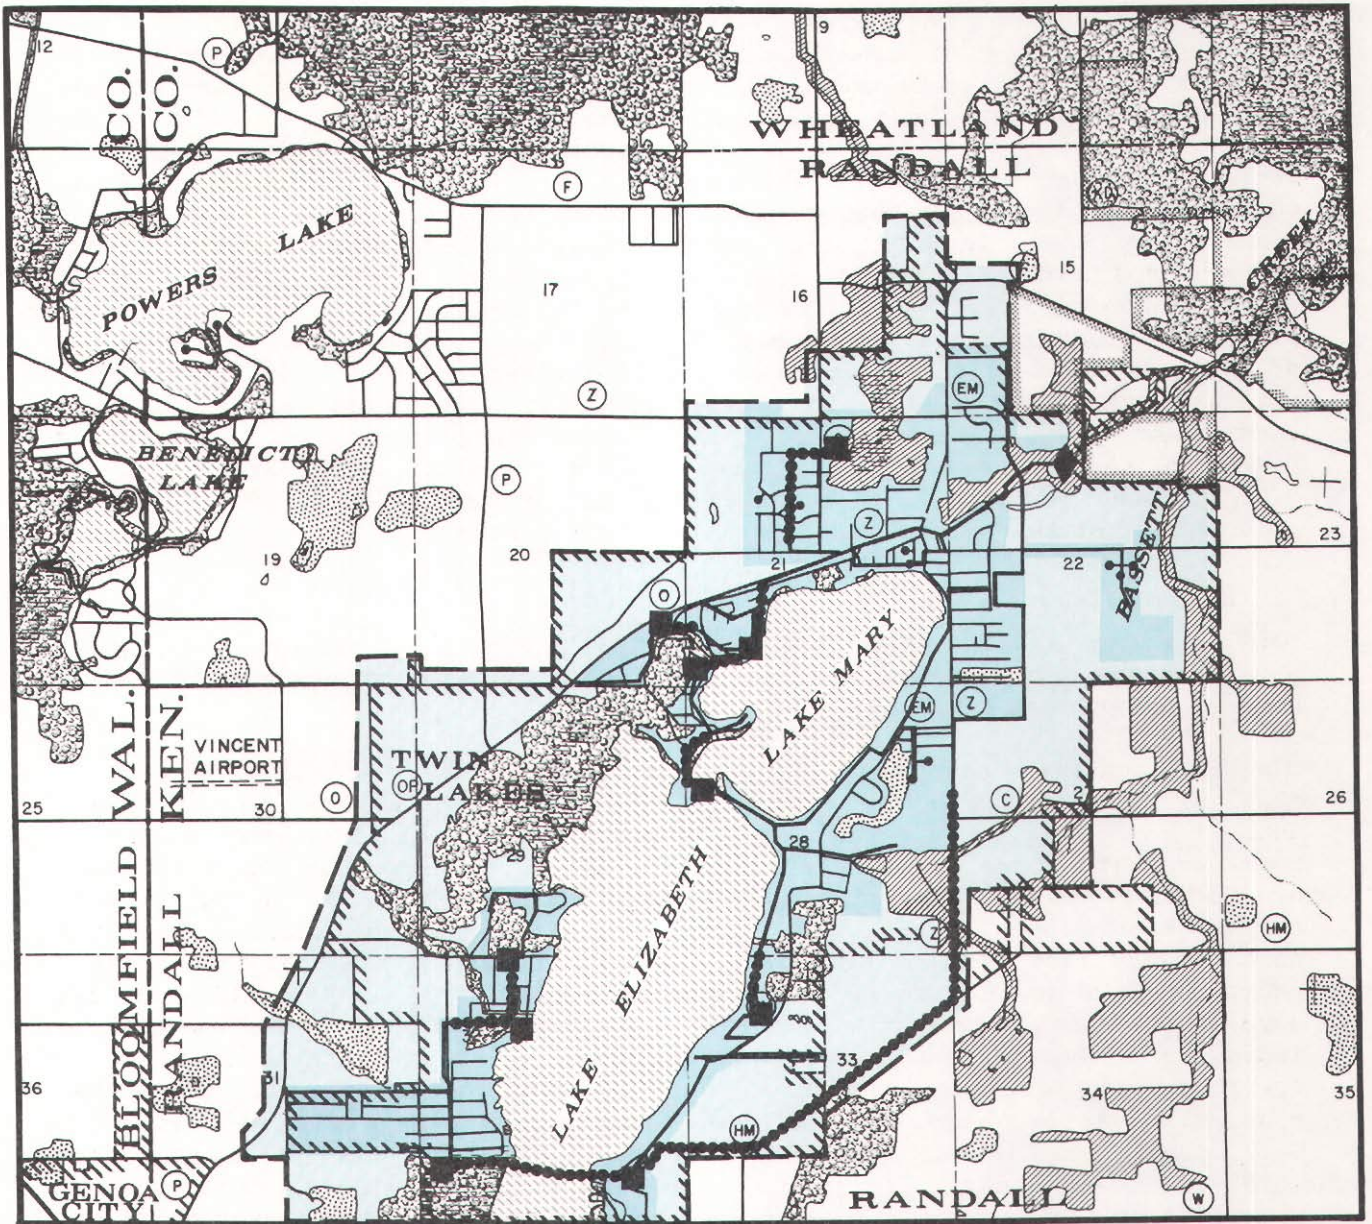 12
CO.
CO.
P
9
WHEATLAND
RANDALL
F
KD
POWERS
LAKE
17
16
15
CREEK
Z
EM
BENEDICT
LAKE
P
19
20
Z
21
22
23
O
BASSETT
LAKE MARY
EM
Z
WAL.
KEN.
VINCENT
AIRPORT
TWIN
LAKES
O
C
25
30
26
29
28
BLOOMFIELD
RANDALL
LAKE
ELIZABETH
Z
HM
31
33
36
34
35
HM
GENOA
CITY
P
RANDALL
W